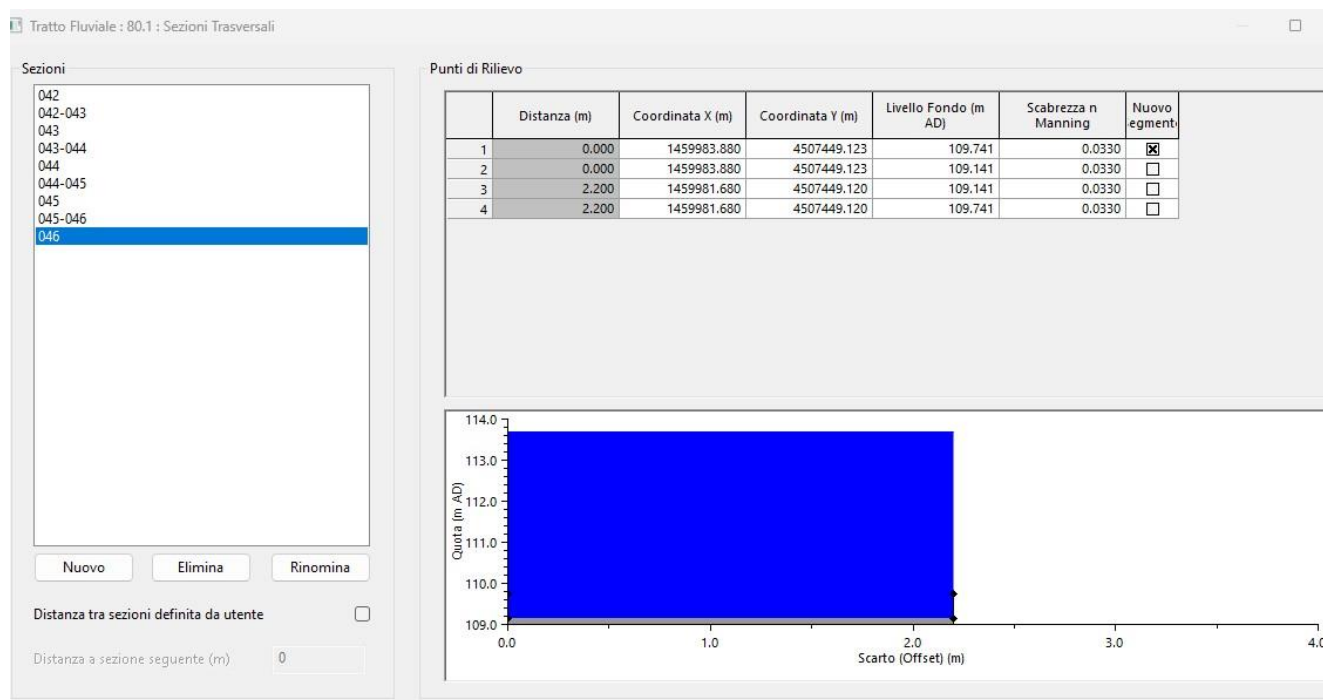 Tratto Fluviale : 80.1 : Sezioni Trasversali
Sezioni
042
042-043
043
043-044
044
044-045
045
045-046
046
Nuovo Elimina Rinomina
Distanza tra sezioni definita da utente
Distanza a sezione seguente (m) 0
Punti di Rilievo
Distanza (m) Coordinata X (m) Coordinata Y (m) Livello Fondo (m AD) Scabrezza n Manning Nuovo egment
1 0.000 1459983.880 4507449.123 109.741 0.0330
2 0.000 1459983.880 4507449.123 109.141 0.0330
3 2.200 1459981.680 4507449.120 109.141 0.0330
4 2.200 1459981.680 4507449.120 109.741 0.0330
114.0
113.0
112.0
111.0
110.0
109.0
Quota (m AD)
0.0 1.0 2.0 3.0 4.0
Scarto (Offset) (m)